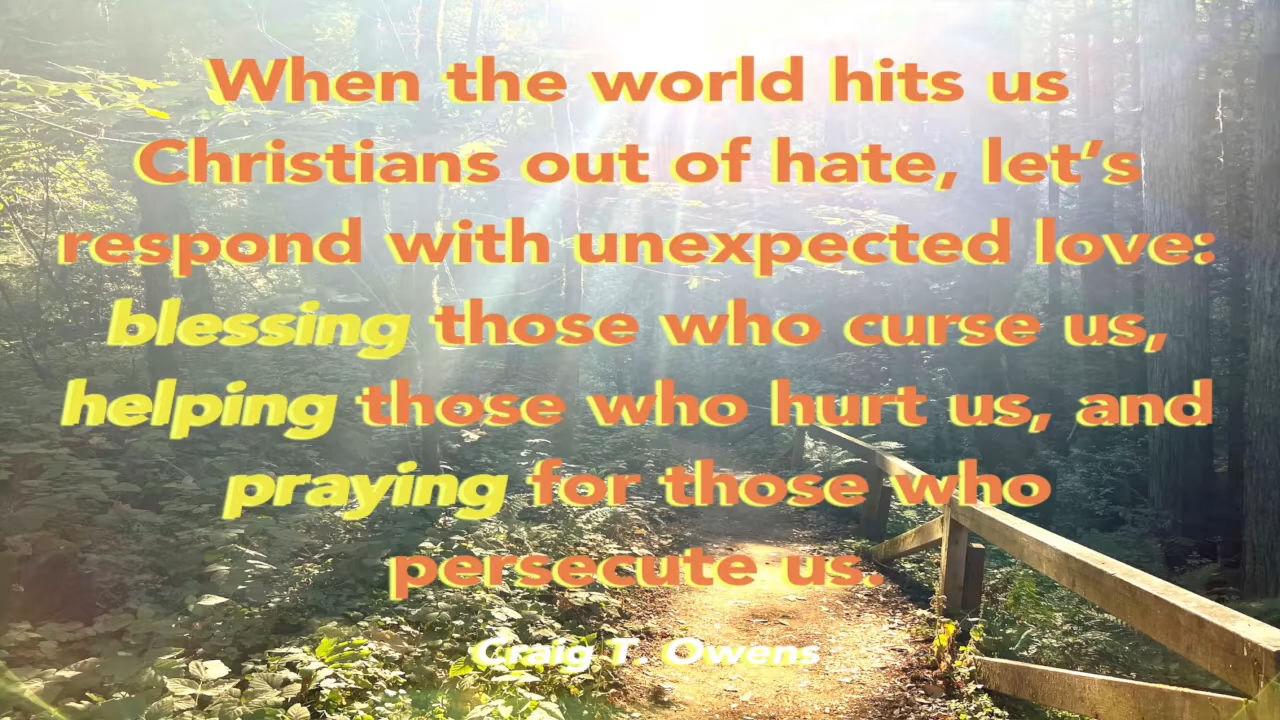 When the world hits us
Christians out of hate, let’s
respond with unexpected love:
blessing those who curse us,
helping those who hurt us, and
praying for those who
persecute us.
Craig T. Owens